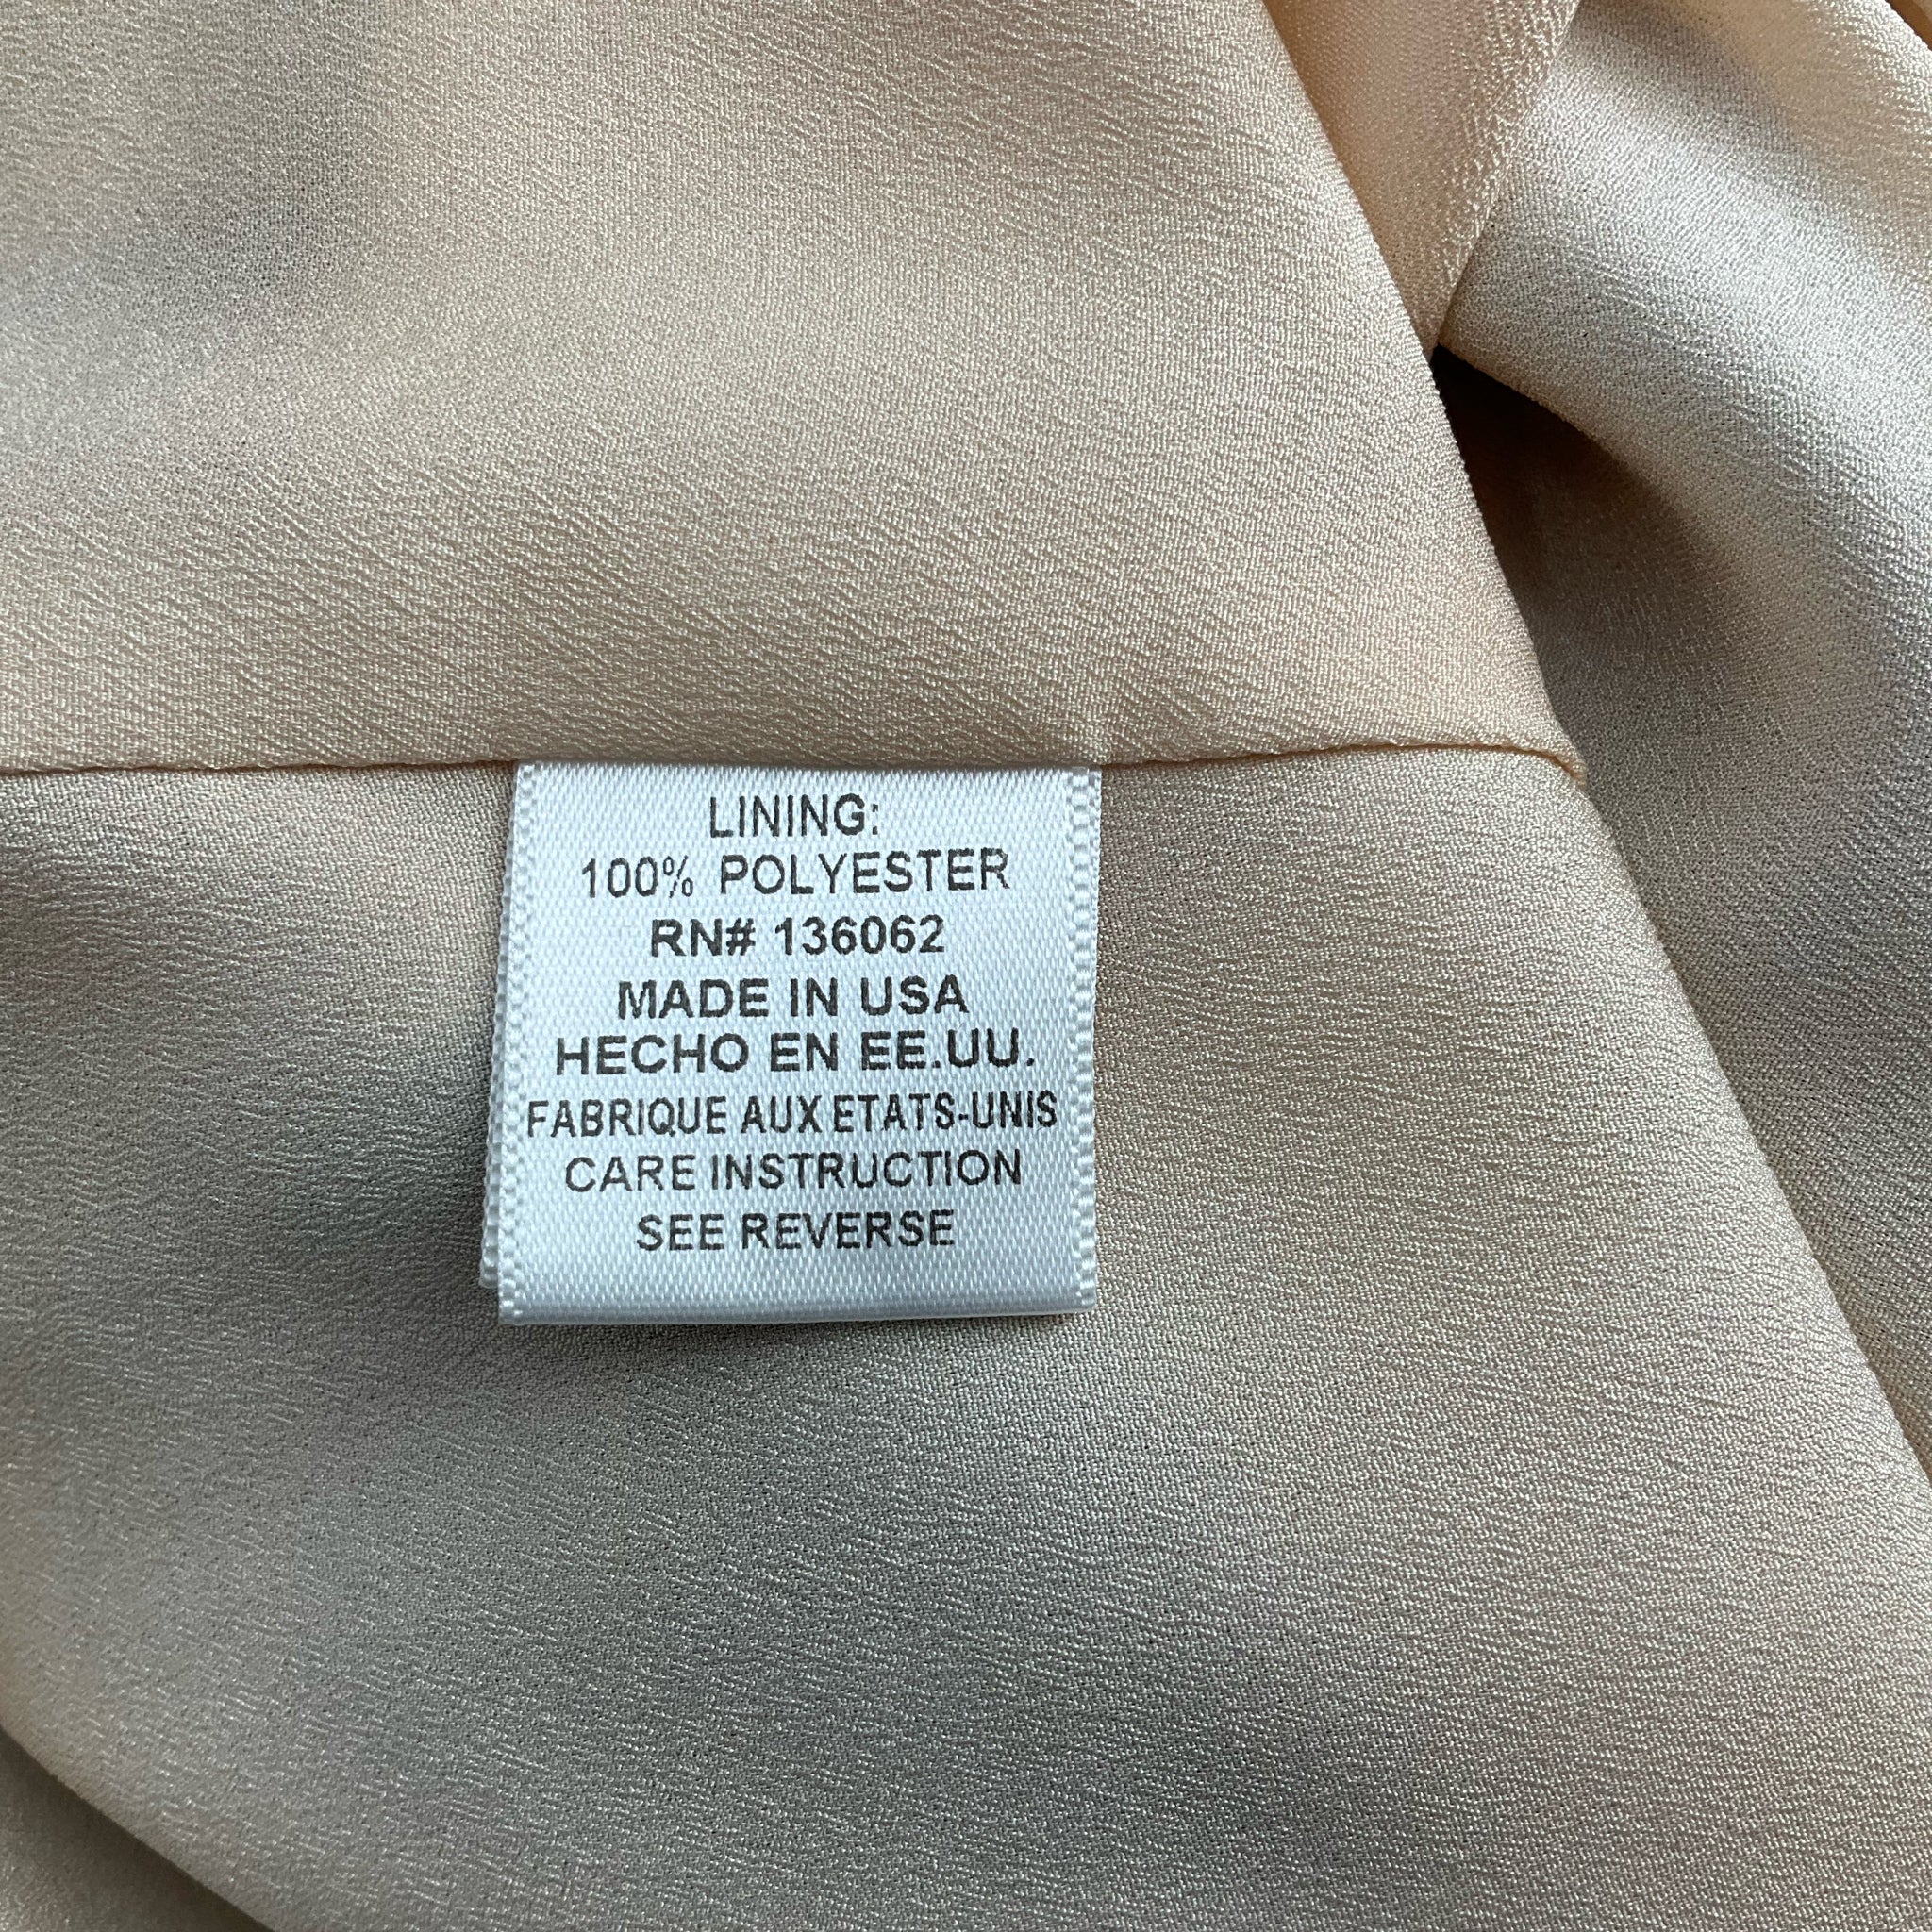 LINING:
100% POLYESTER
RN# 136062
MADE IN USA
HECHO EN EE.UU.
FABRIQUE AUX ETATS-UNIS
CARE INSTRUCTION
SEE REVERSE